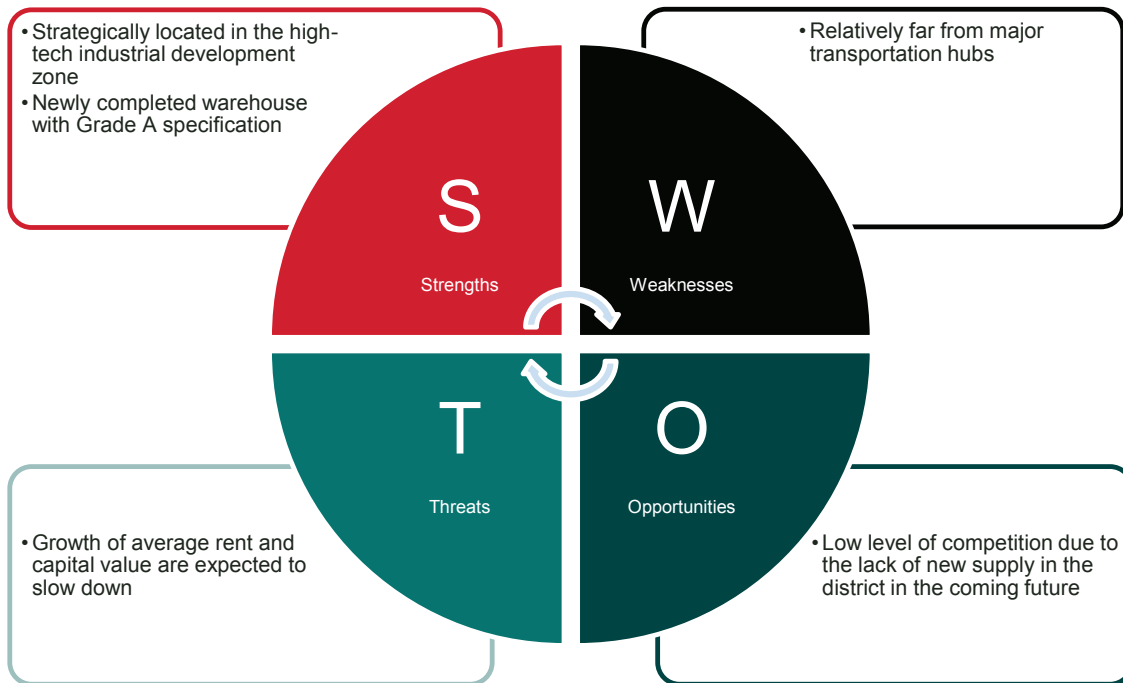 • Strategically located in the high-
tech industrial development
zone
• Newly completed warehouse
with Grade A specification
• Relatively far from major
transportation hubs
S
Strengths
W
Weaknesses
T
Threats
O
Opportunities
• Growth of average rent and
capital value are expected to
slow down
• Low level of competition due to
the lack of new supply in the
district in the coming future